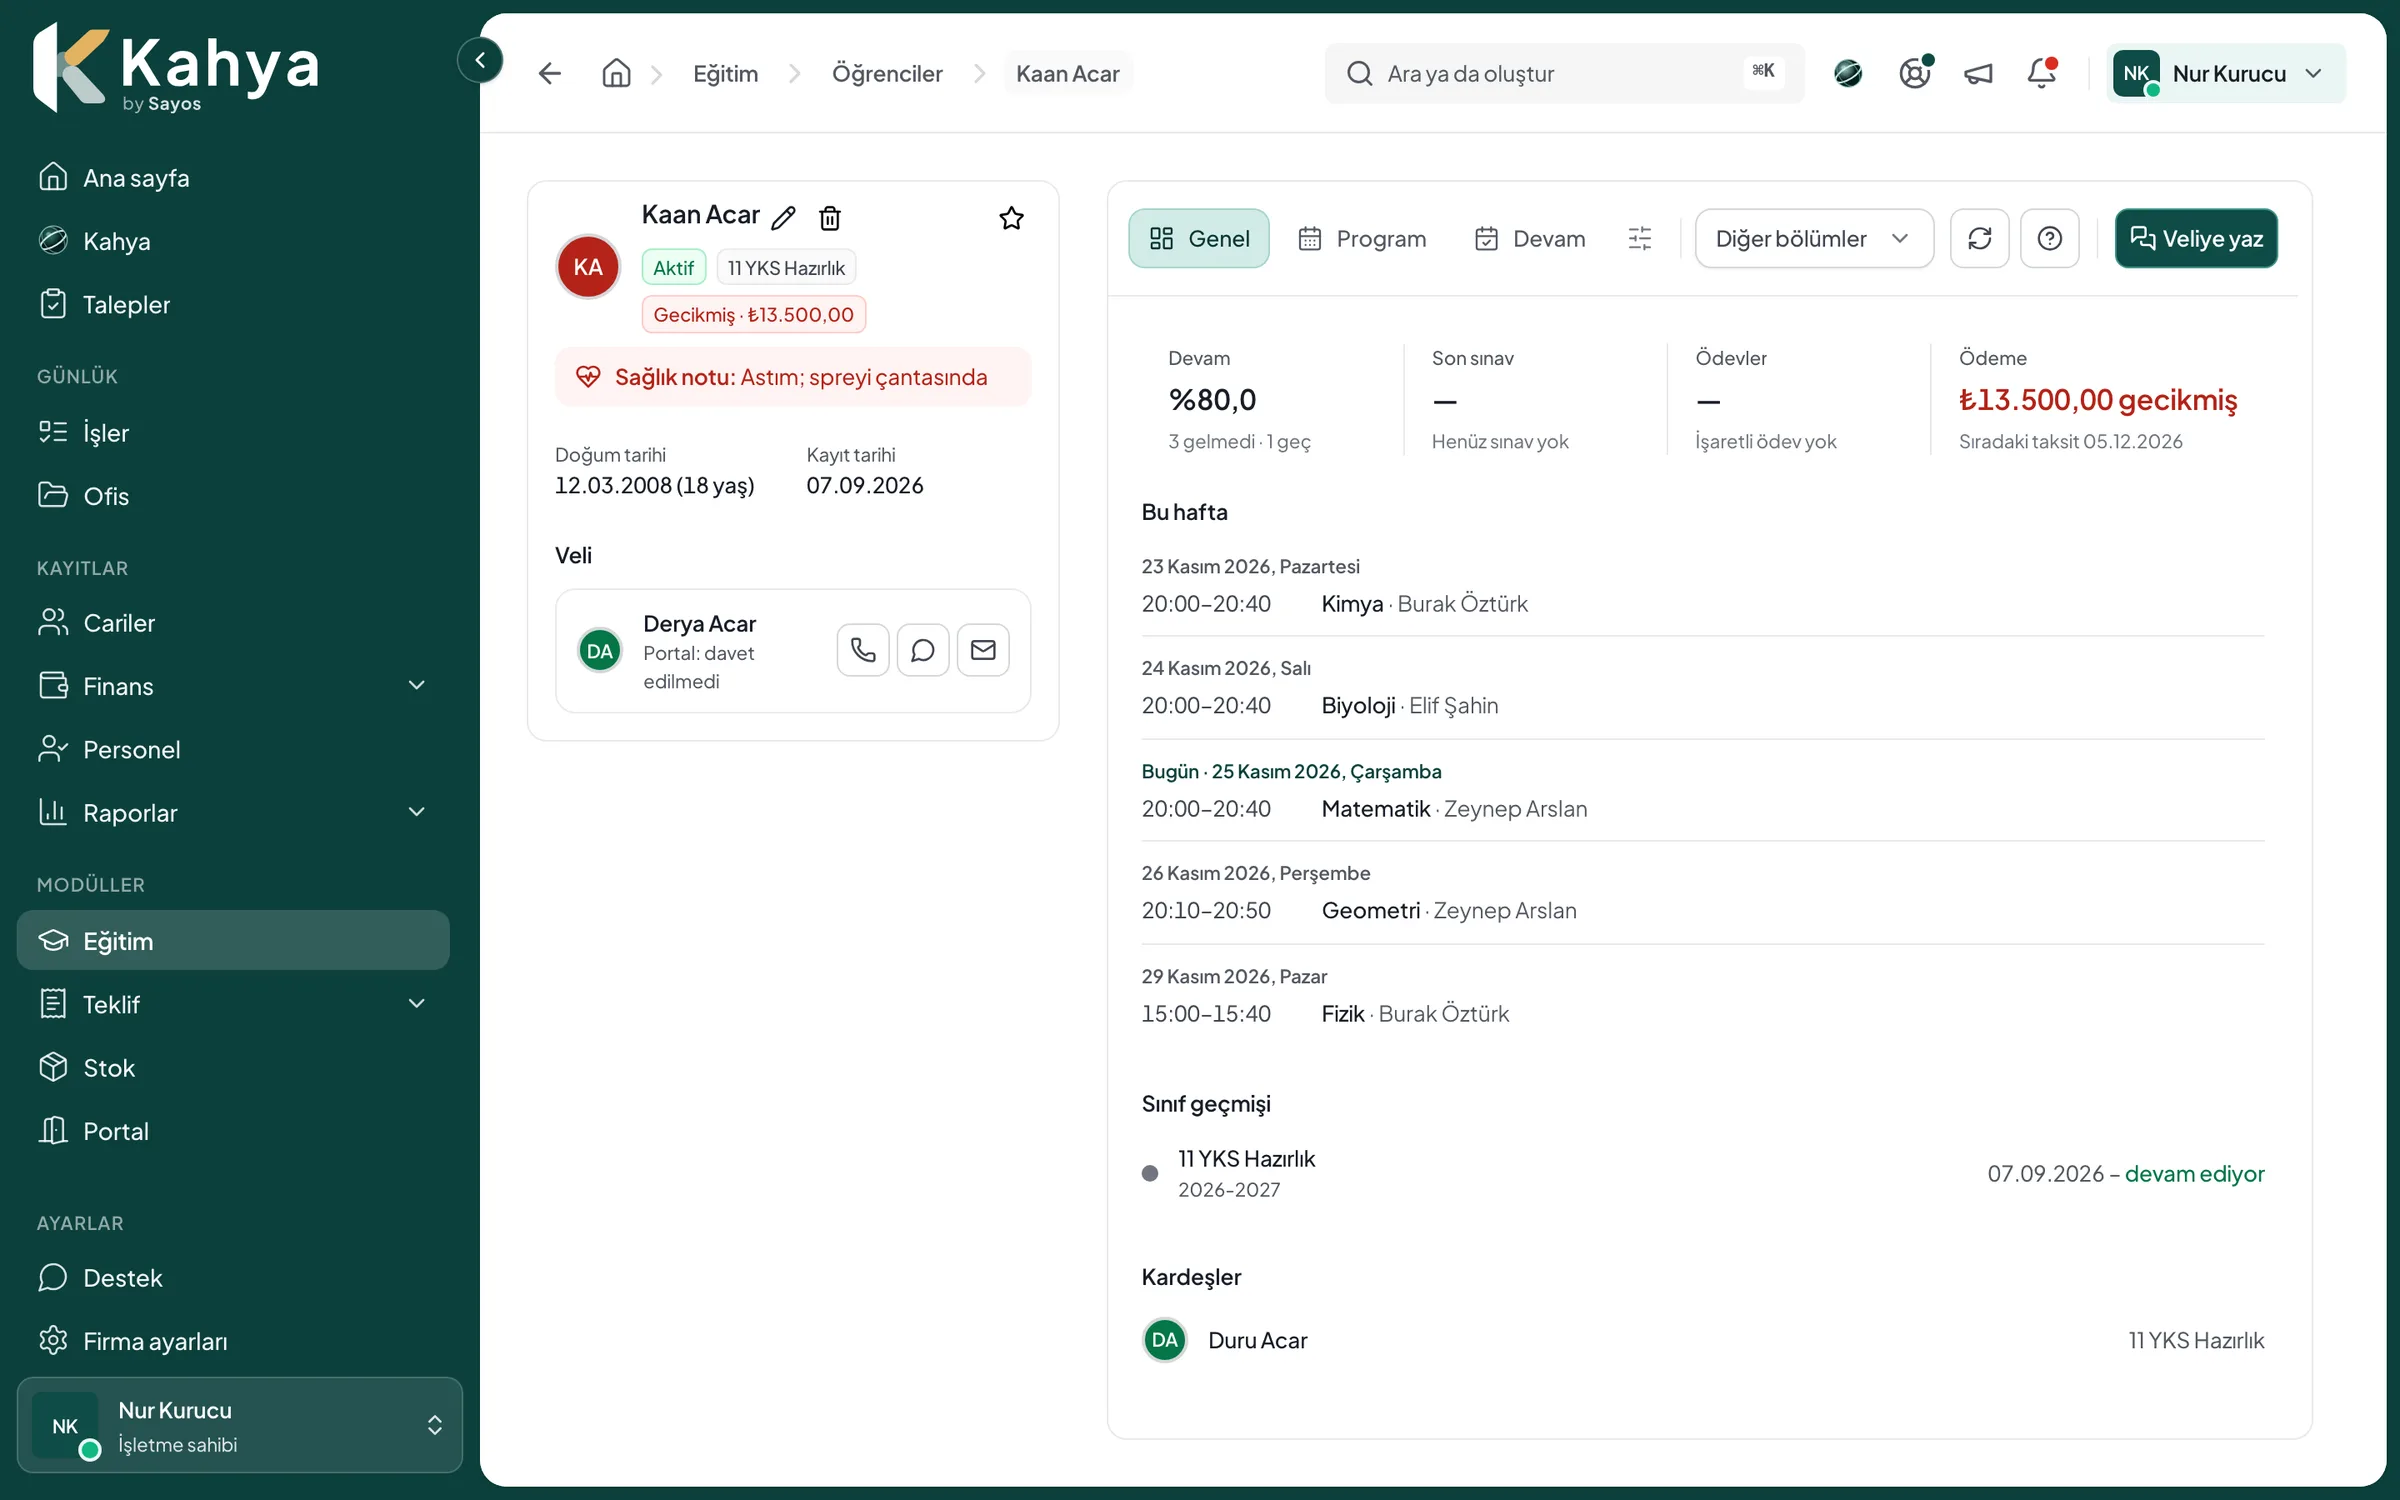 Kahya
by Sayos
Ana sayfa
Kahya
Talepler
GÜNLÜK
İşler
Ofis
KAYITLAR
Cariler
Finans
Personel
Raporlar
MODÜLLER
Eğitim
Teklif
Stok
Portal
AYARLAR
Destek
Firma ayarları
NK
Nur Kurucu
İşletme sahibi
Eğitim
Öğrenciler
Kaan Acar
Ara ya da oluştur
⌘K
NK
Nur Kurucu
KA
Kaan Acar
Aktif
11 YKS Hazırlık
Gecikmiş · ₺13.500,00
Sağlık notu: Astım; spreyi çantasında
Doğum tarihi
12.03.2008 (18 yaş)
Kayıt tarihi
07.09.2026
Veli
DA
Derya Acar
Portal: davet
edilmedi
Genel
Program
Devam
Diğer bölümler
Veliye yaz
Devam
%80,0
3 gelmedi · 1 geç
Son sınav
—
Henüz sınav yok
Ödevler
—
İşaretli ödev yok
Ödeme
₺13.500,00 gecikmiş
Sıradaki taksit 05.12.2026
Bu hafta
23 Kasım 2026, Pazartesi
20:00–20:40 Kimya · Burak Öztürk
24 Kasım 2026, Salı
20:00–20:40 Biyoloji · Elif Şahin
Bugün · 25 Kasım 2026, Çarşamba
20:00–20:40 Matematik · Zeynep Arslan
26 Kasım 2026, Perşembe
20:10–20:50 Geometri · Zeynep Arslan
29 Kasım 2026, Pazar
15:00–15:40 Fizik · Burak Öztürk
Sınıf geçmişi
11 YKS Hazırlık
2026-2027
07.09.2026 – devam ediyor
Kardeşler
DA
Duru Acar
11 YKS Hazırlık